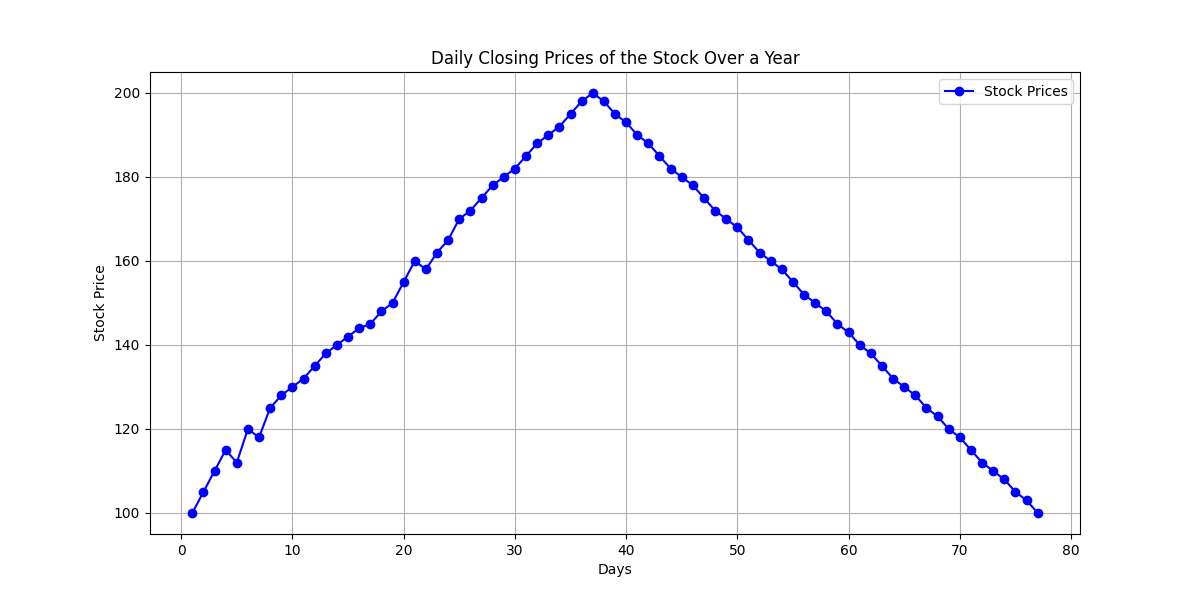 Daily Closing Prices of the Stock Over a Year
Stock Prices
200
180
160
140
120
100
Stock Price
0 10 20 30 40 50 60 70 80
Days